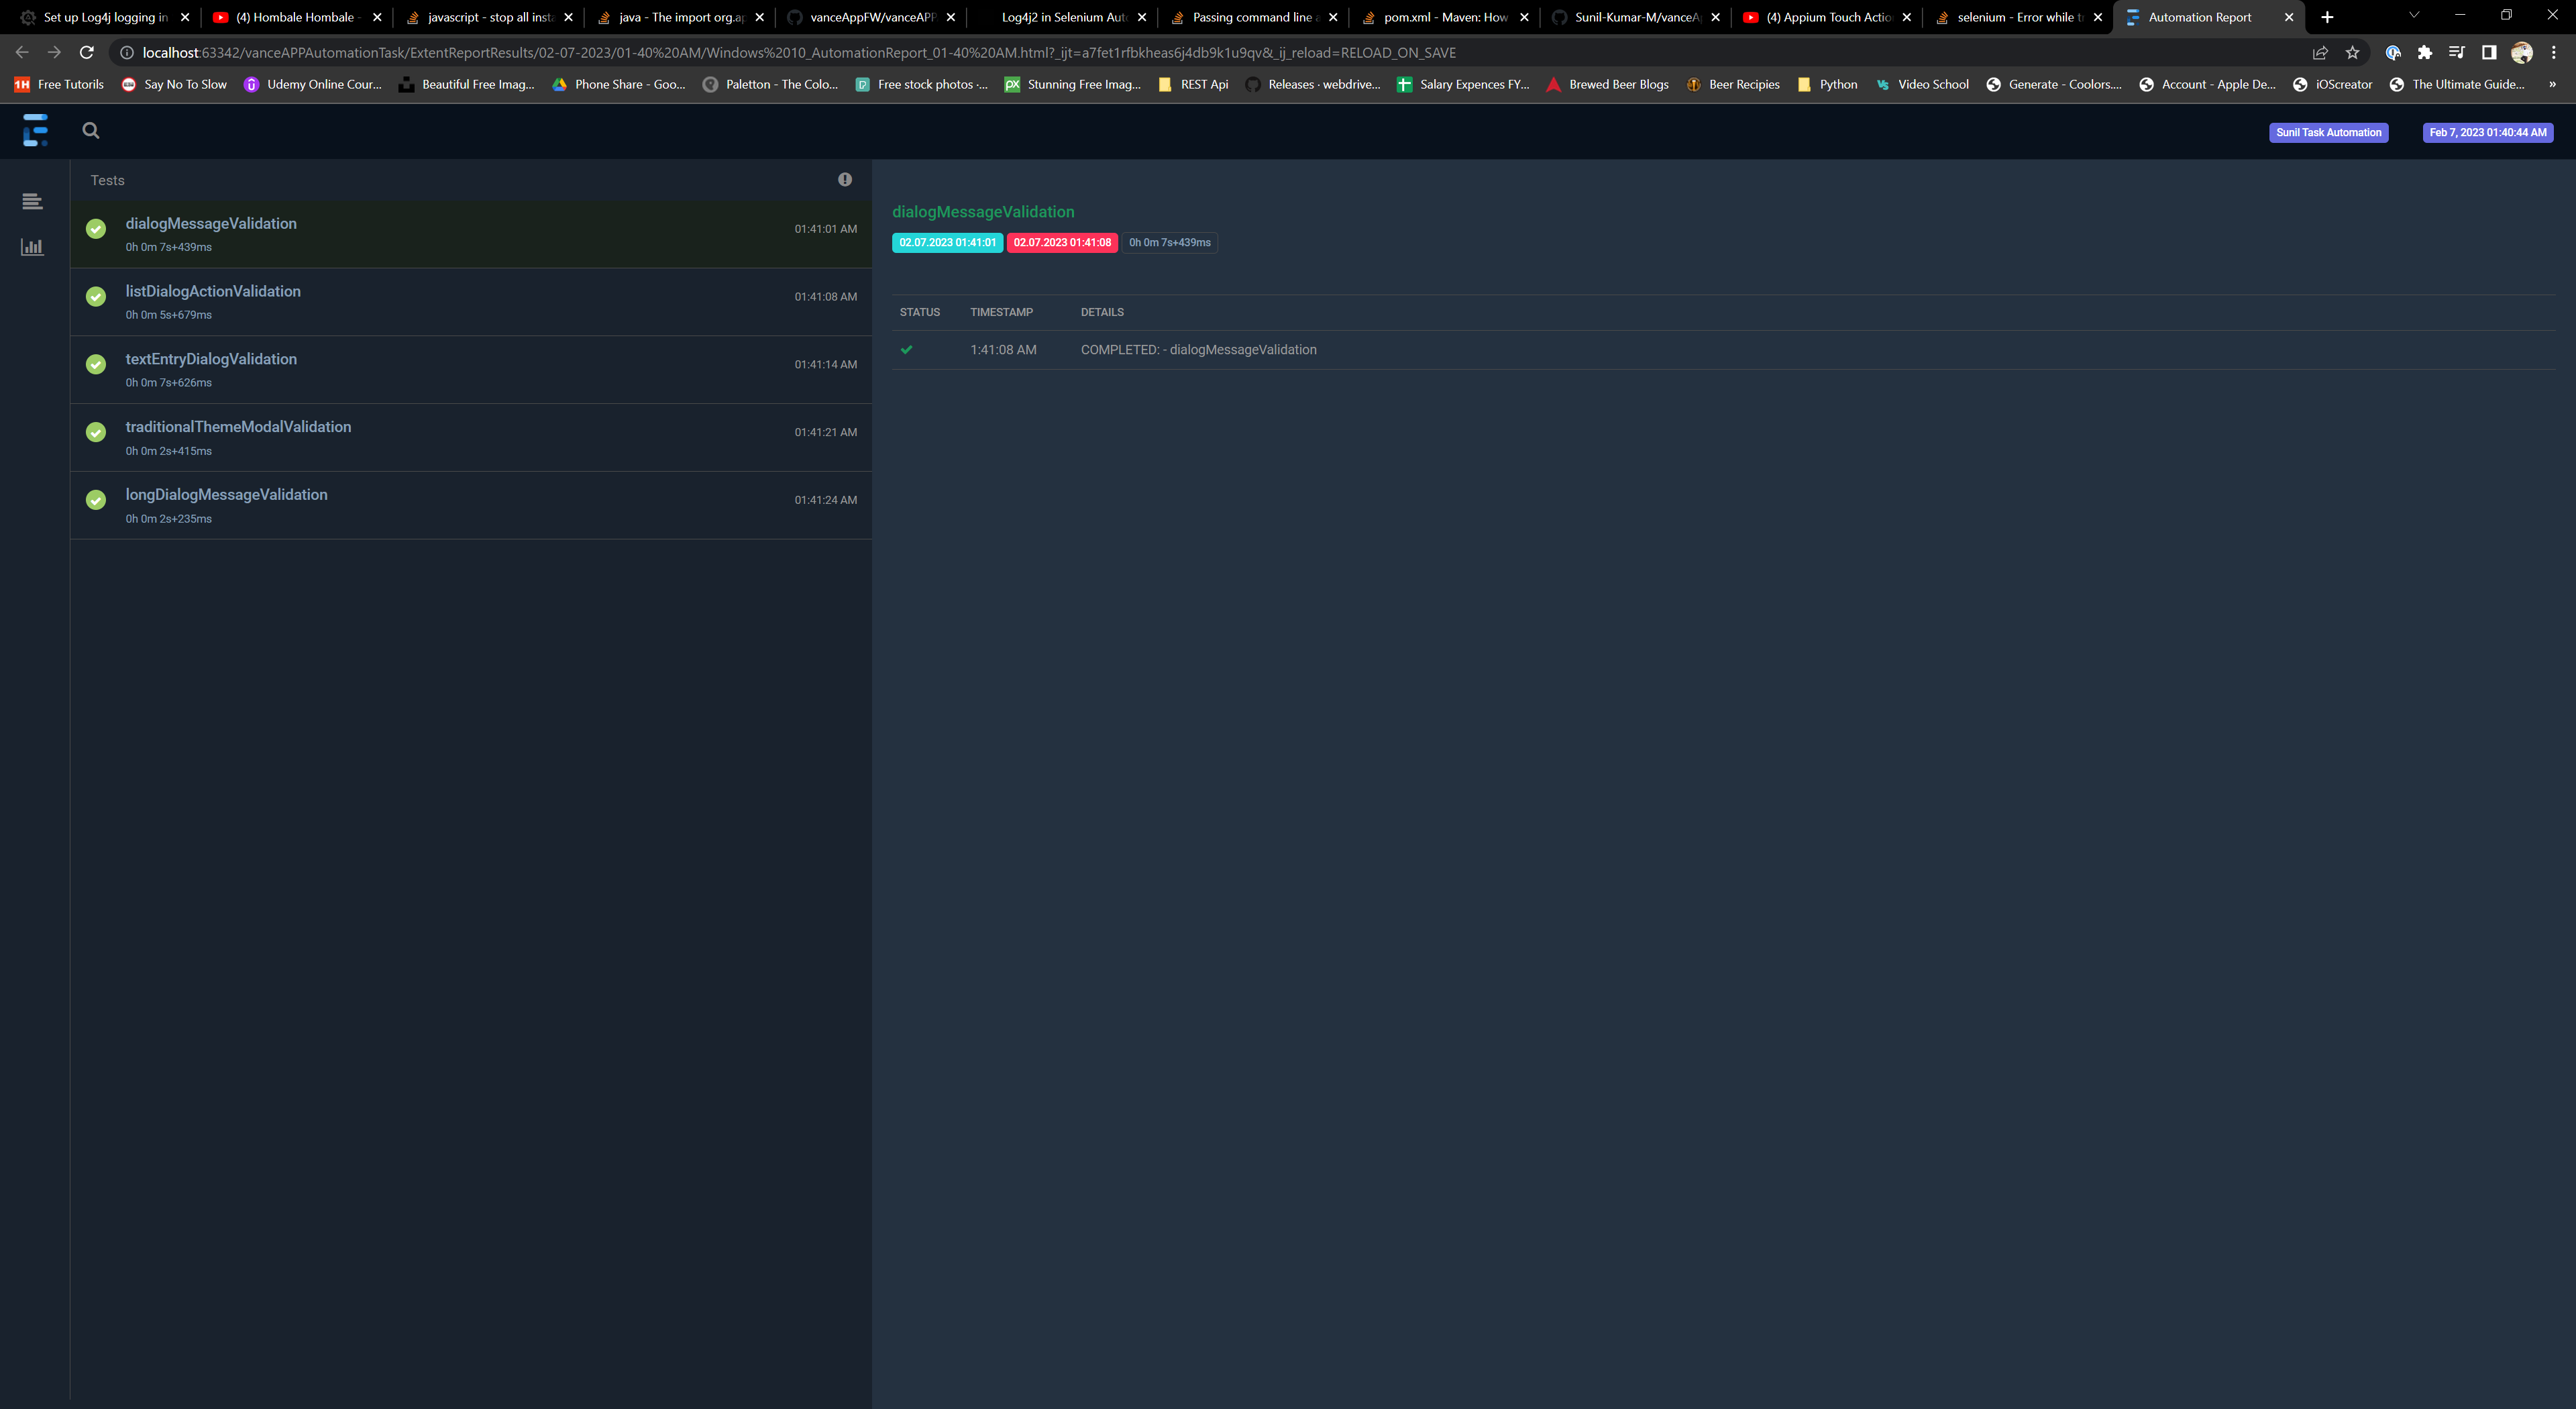 Set up Log4j logging in
(4) Hombale Hombale -
javascript - stop all inst
java - The import org.ap
vanceAppFW/vanceAPP
Log4j2 in Selenium Aut
Passing command line a
pom.xml - Maven: How
Sunil-Kumar-M/vanceA
(4) Appium Touch Actio
selenium - Error while t
Automation Report
localhost:63342/vanceAPPAutomationTask/ExtentReportResults/02-07-2023/01-40%20AM/Windows%2010_AutomationReport_01-40%20AM.html?_ijt=a7fet1rfbkheas6j4db9k1u9qv&_ij_reload=RELOAD_ON_SAVE
1H Free Tutorils
Say No To Slow
Udemy Online Cour...
Beautiful Free Imag...
Phone Share - Goo...
Paletton - The Colo...
Free stock photos ·...
Stunning Free Imag...
REST Api
Releases · webdrive...
Salary Expences FY...
Brewed Beer Blogs
Beer Recipies
Python
Video School
Generate - Coolors....
Account - Apple De...
iOScreator
The Ultimate Guide...
»
Sunil Task Automation
Feb 7, 2023 01:40:44 AM
Tests
dialogMessageValidation
01:41:01 AM
0h 0m 7s+439ms
listDialogActionValidation
01:41:08 AM
0h 0m 5s+679ms
textEntryDialogValidation
01:41:14 AM
0h 0m 7s+626ms
traditionalThemeModalValidation
01:41:21 AM
0h 0m 2s+415ms
longDialogMessageValidation
01:41:24 AM
0h 0m 2s+235ms
dialogMessageValidation
02.07.2023 01:41:01 02.07.2023 01:41:08 0h 0m 7s+439ms
STATUS TIMESTAMP DETAILS
1:41:08 AM COMPLETED: - dialogMessageValidation